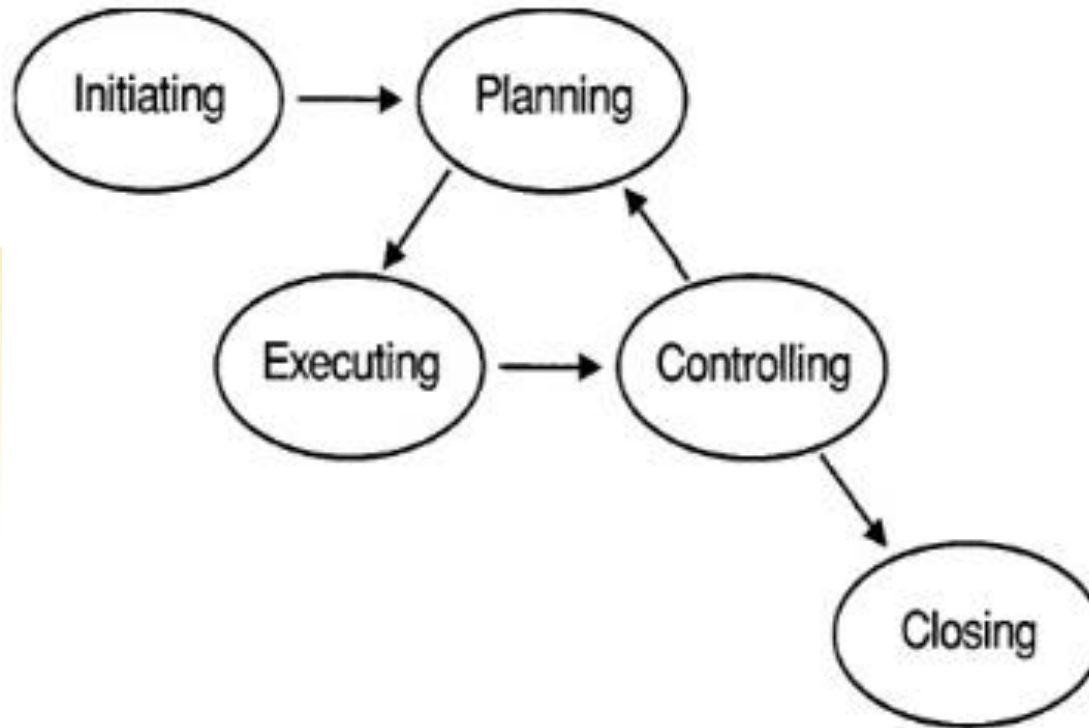 Initiating
Planning
Executing
Controlling
Closing